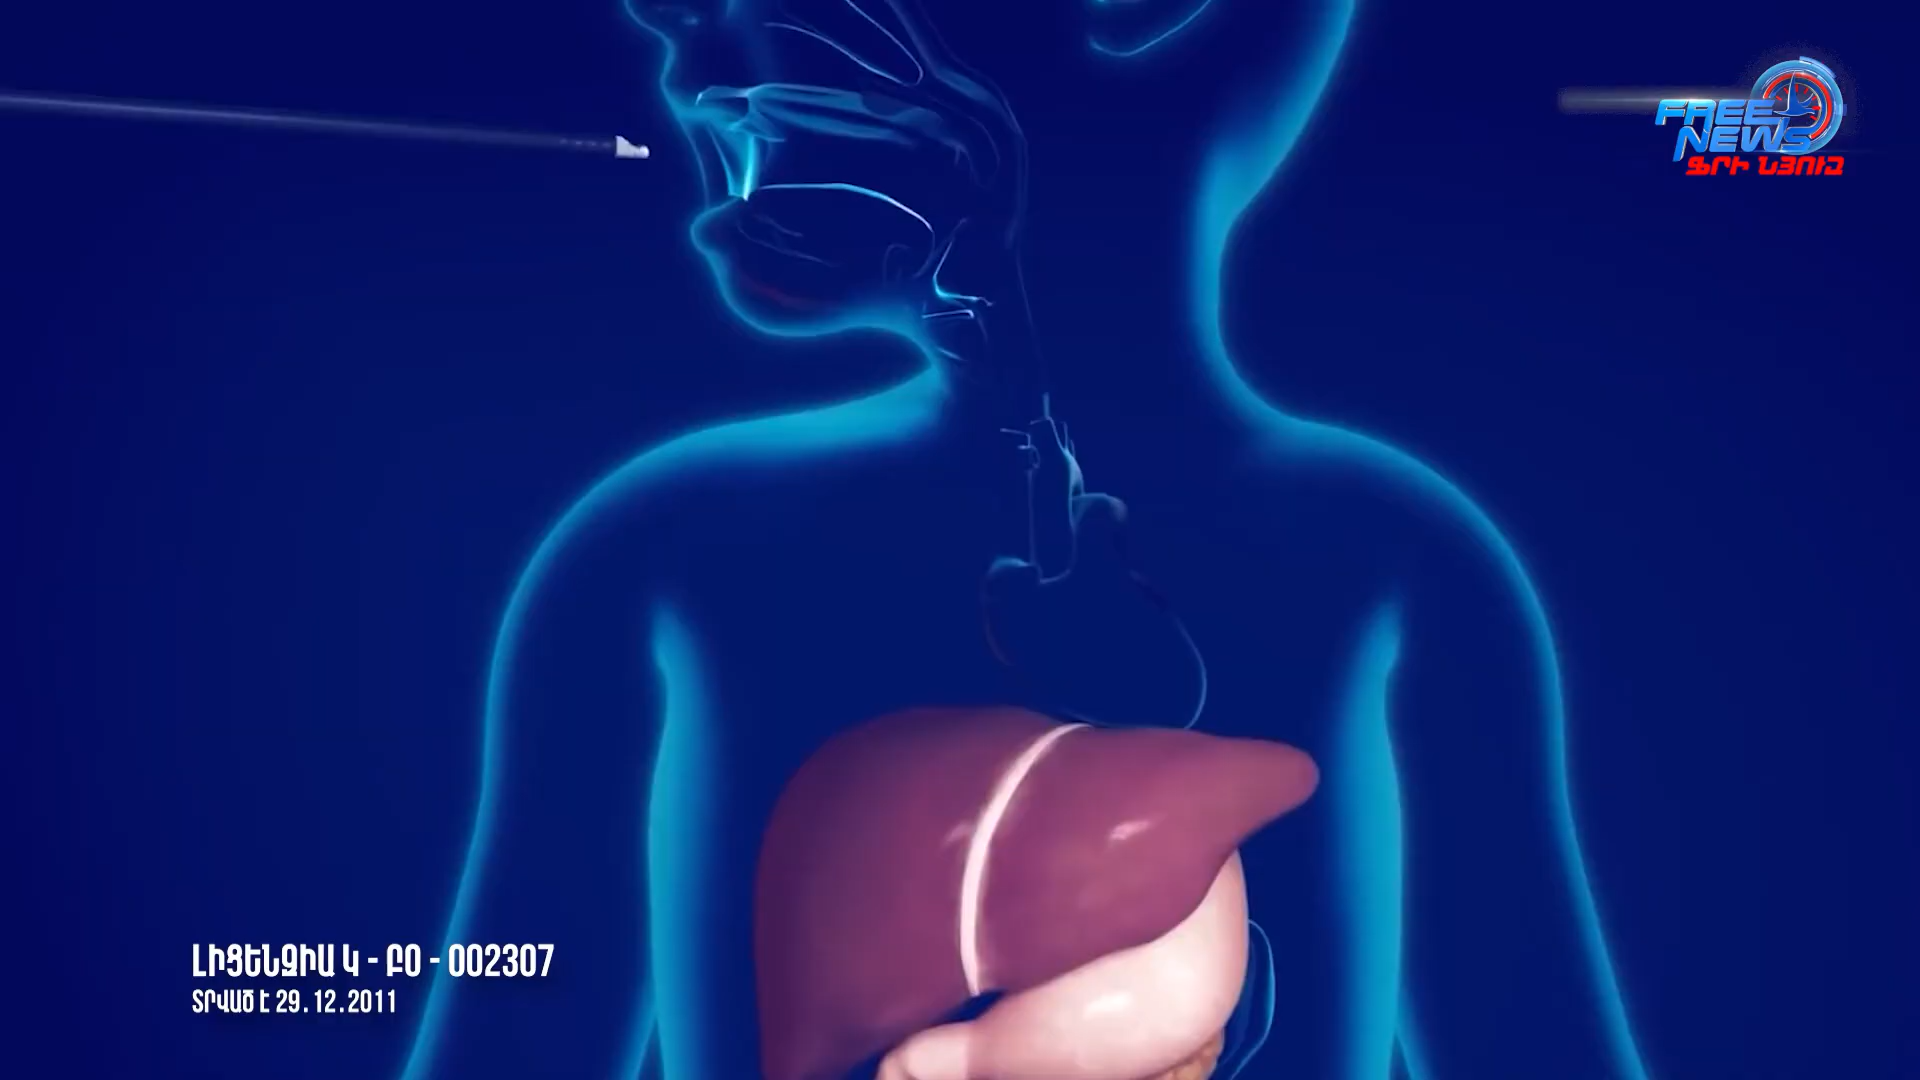 FREE
NEWS
ՖՐԻ ՆՅՈՒԶ
ԼԻՑԵՆԶԻԱ Կ - ԲՕ - 002307
ՏՐՎԱԾ Է 29.12.2011